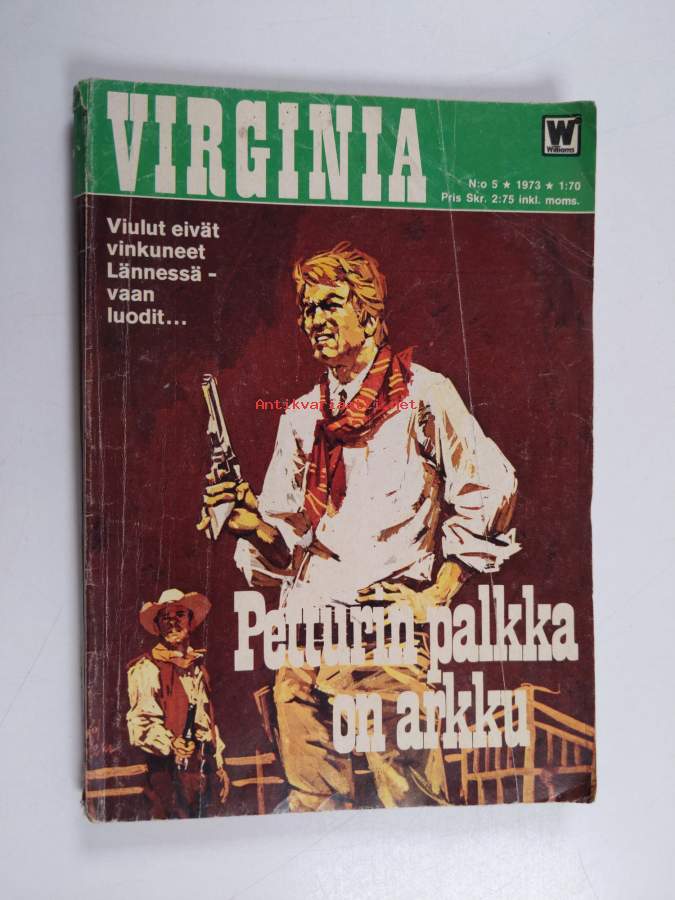 VIRGINIA
W
Williams
N:o 5 ★ 1973 ★ 1:70
Pris Skr. 2:75 inkl. moms.
Viulut eivät
vinkuneet
Lännessä -
vaan
luodit...
Antikvariaatit.net
Petturin palkka
on arkku